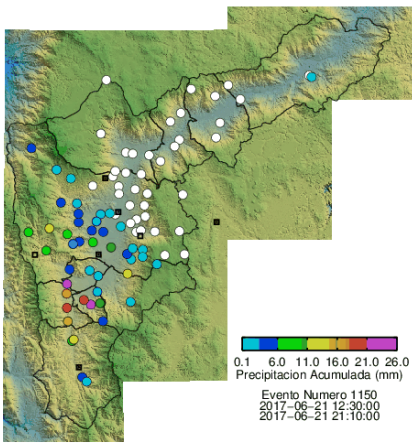 0.1 6.0 11.0 16.0 21.0 26.0
Precipitacion Acumulada (mm)
Evento Numero 1150
2017-06-21 12:30:00
2017-06-21 21:10:00